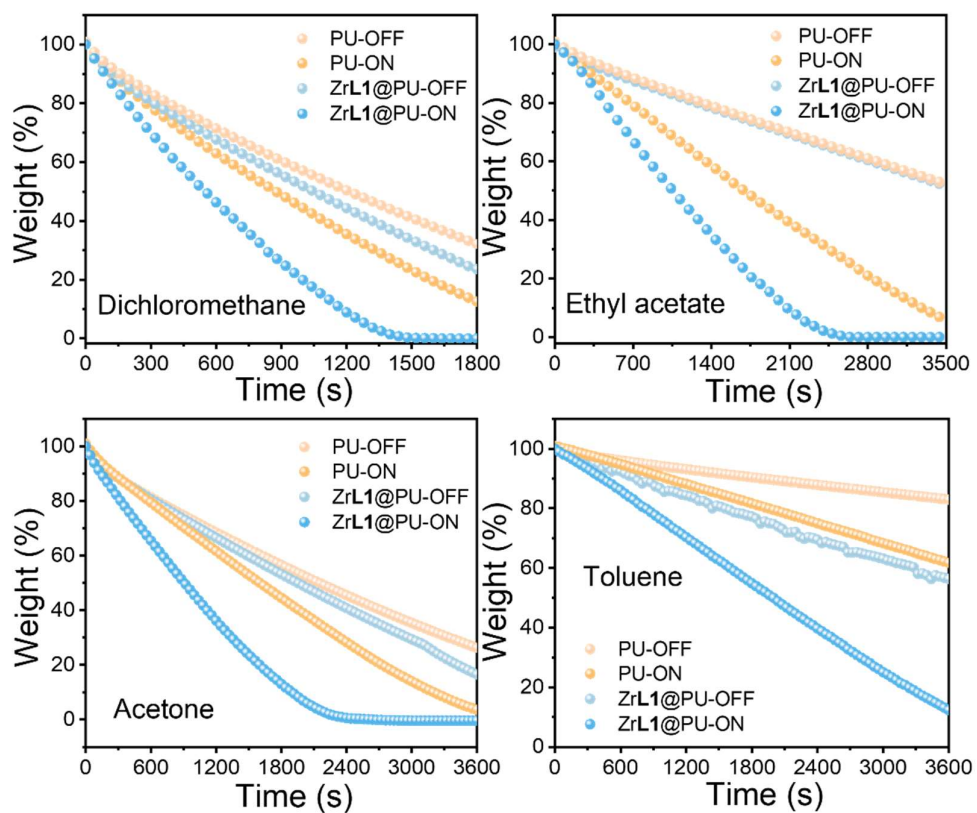 Weight (%)
100
80
60
40
20
0
PU-OFF
PU-ON
ZrL1@PU-OFF
ZrL1@PU-ON
Dichloromethane
0
300
600
900
1200
1500
1800
Time (s)
Weight (%)
100
80
60
40
20
0
PU-OFF
PU-ON
ZrL1@PU-OFF
ZrL1@PU-ON
Ethyl acetate
0
700
1400
2100
2800
3500
Time (s)
Weight (%)
100
80
60
40
20
0
PU-OFF
PU-ON
ZrL1@PU-OFF
ZrL1@PU-ON
Acetone
0
600
1200
1800
2400
3000
3600
Time (s)
Weight (%)
100
80
60
40
20
0
Toluene
PU-OFF
PU-ON
ZrL1@PU-OFF
ZrL1@PU-ON
0
600
1200
1800
2400
3000
3600
Time (s)